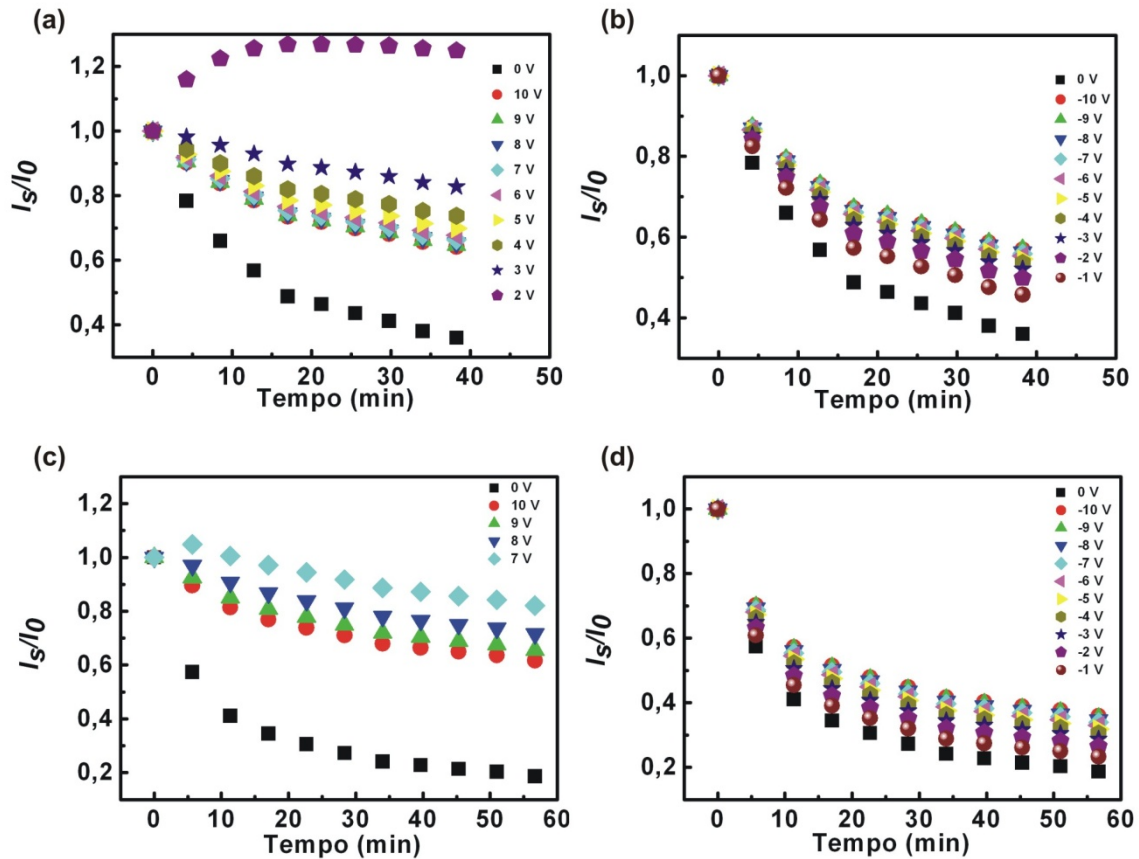 (a)
1,2
1,0
0,8
0,6
0,4
Is/I0
0
10
20
30
40
50
Tempo (min)
0 V
10 V
9 V
8 V
7 V
6 V
5 V
4 V
3 V
2 V
(b)
1,0
0,8
0,6
0,4
Is/I0
0
10
20
30
40
50
Tempo (min)
0 V
-10 V
-9 V
-8 V
-7 V
-6 V
-5 V
-4 V
-3 V
-2 V
-1 V
(c)
1,2
1,0
0,8
0,6
0,4
0,2
Is/I0
0
10
20
30
40
50
60
Tempo (min)
0 V
10 V
9 V
8 V
7 V
(d)
1,0
0,8
0,6
0,4
0,2
Is/I0
0
10
20
30
40
50
60
Tempo (min)
0 V
-10 V
-9 V
-8 V
-7 V
-6 V
-5 V
-4 V
-3 V
-2 V
-1 V